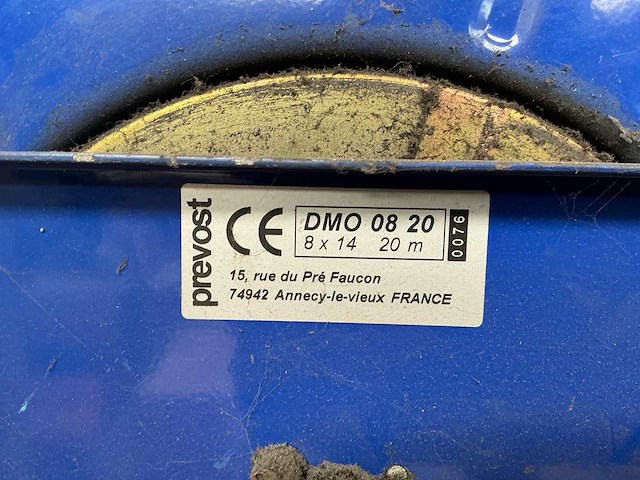 prevost
CE
DMO 08 20
8 x 14 20 m
0076
15, rue du Pré Faucon
74942 Annecy-le-vieux FRANCE